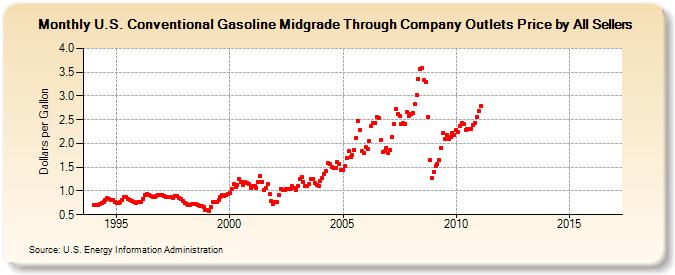 Monthly U.S. Conventional Gasoline Midgrade Through Company Outlets Price by All Sellers
Dollars per Gallon
4.0
3.5
3.0
2.5
2.0
1.5
1.0
0.5
1995 2000 2005 2010 2015
Source: U.S. Energy Information Administration